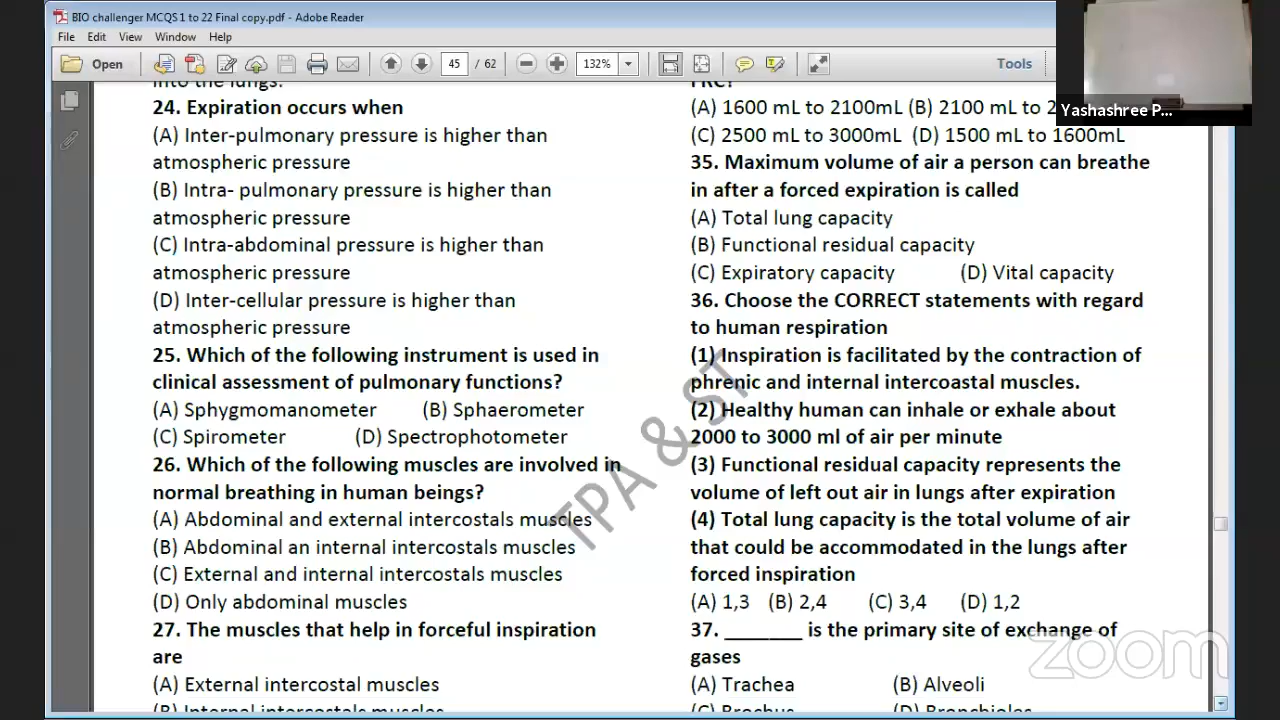 BIO challenger MCQS 1 to 22 Final copy.pdf - Adobe Reader
File Edit View Window Help
Open 45 / 62 132% Tools
Yashashree P...
into the lungs.
24. Expiration occurs when
(A) Inter-pulmonary pressure is higher than
atmospheric pressure
(B) Intra- pulmonary pressure is higher than
atmospheric pressure
(C) Intra-abdominal pressure is higher than
atmospheric pressure
(D) Inter-cellular pressure is higher than
atmospheric pressure
25. Which of the following instrument is used in
clinical assessment of pulmonary functions?
(A) Sphygmomanometer (B) Sphaerometer
(C) Spirometer (D) Spectrophotometer
26. Which of the following muscles are involved in
normal breathing in human beings?
(A) Abdominal and external intercostals muscles
(B) Abdominal an internal intercostals muscles
(C) External and internal intercostals muscles
(D) Only abdominal muscles
27. The muscles that help in forceful inspiration
are
(A) External intercostal muscles
(B) Internal intercostals muscles
FRC?
(A) 1600 mL to 2100mL (B) 2100 mL to
(C) 2500 mL to 3000mL (D) 1500 mL to 1600mL
35. Maximum volume of air a person can breathe
in after a forced expiration is called
(A) Total lung capacity
(B) Functional residual capacity
(C) Expiratory capacity (D) Vital capacity
36. Choose the CORRECT statements with regard
to human respiration
(1) Inspiration is facilitated by the contraction of
phrenic and internal intercoastal muscles.
(2) Healthy human can inhale or exhale about
2000 to 3000 ml of air per minute
(3) Functional residual capacity represents the
volume of left out air in lungs after expiration
(4) Total lung capacity is the total volume of air
that could be accommodated in the lungs after
forced inspiration
(A) 1,3 (B) 2,4 (C) 3,4 (D) 1,2
37. _______ is the primary site of exchange of
gases
(A) Trachea (B) Alveoli
(C) Brochus (D) Bronchioles
TPA & ST
zoom